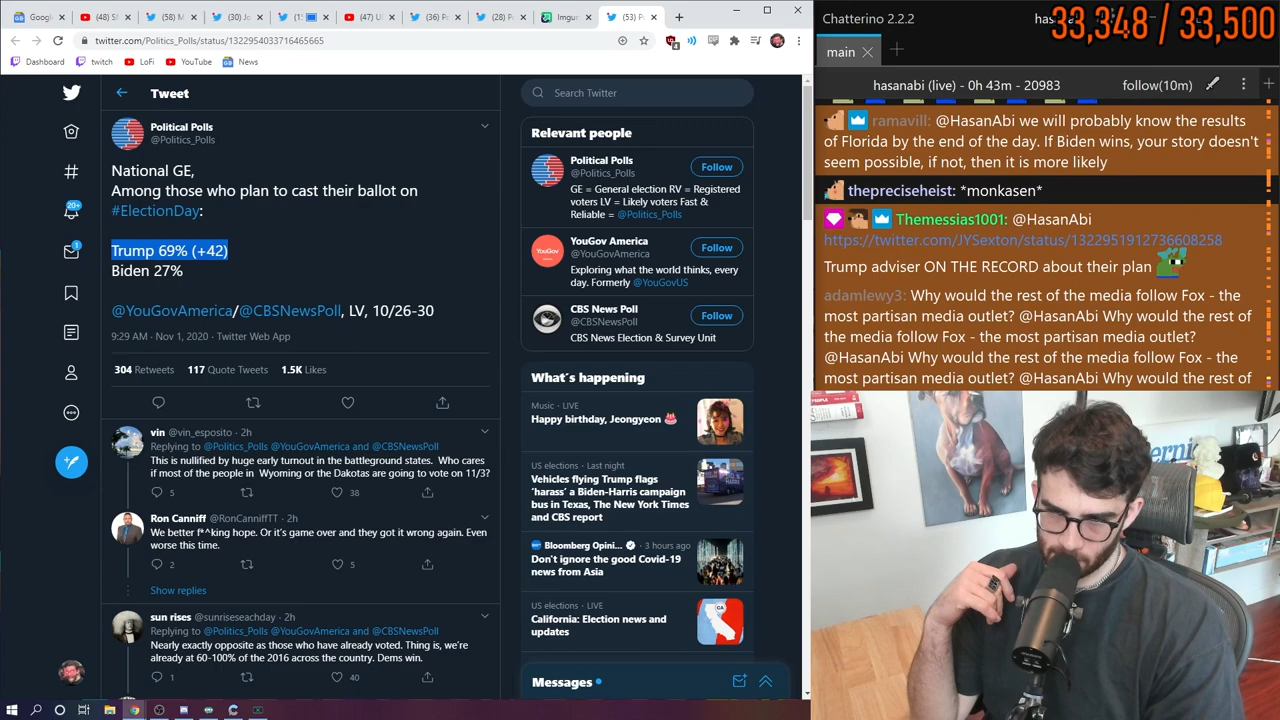 Google
(48) S
(58) M
(30) Jo
(15
(47) US
(36) Po
(28) Po
Imgur
(53) Po
twitter.com/Politics_Polls/status/1322954033716465665
Dashboard
twitch
LoFi
YouTube
News
Tweet
Search Twitter
Political Polls
@Politics_Polls
National GE,
Among those who plan to cast their ballot on
#ElectionDay:
Trump 69% (+42)
Biden 27%
@YouGovAmerica/@CBSNewsPoll, LV, 10/26-30
9:29 AM · Nov 1, 2020 · Twitter Web App
304 Retweets 117 Quote Tweets 1.5K Likes
20+
1
vin @vin_esposito · 2h
Replying to @Politics_Polls @YouGovAmerica and @CBSNewsPoll
This is nullified by huge early turnout in the battleground states. Who cares
if most of the people in Wyoming or the Dakotas are going to vote on 11/3?
5 38
Ron Canniff @RonCanniffTT · 2h
We better f*^king hope. Or it's game over and they got it wrong again. Even
worse this time.
2 5
Show replies
sun rises @sunriseseachday · 2h
Replying to @Politics_Polls @YouGovAmerica and @CBSNewsPoll
Nearly exactly opposite as those who have already voted. Thing is, we're
already at 60-100% of the 2016 across the country. Dems win.
1 40
Relevant people
Political Polls
@Politics_Polls
Follow
GE = General election RV = Registered
voters LV = Likely voters Fast &
Reliable = @Politics_Polls
YouGov America
@YouGovAmerica
Follow
Exploring what the world thinks, every
day. Formerly @YouGovUS
CBS News Poll
@CBSNewsPoll
Follow
CBS News Election & Survey Unit
What's happening
Music · LIVE
Happy birthday, Jeongyeon
US elections · Last night
Vehicles flying Trump flags
'harass' a Biden-Harris campaign
bus in Texas, The New York Times
and CBS report
Bloomberg Opini... · 3 hours ago
Don't ignore the good Covid-19
news from Asia
US elections · LIVE
California: Election news and
updates
Messages
Chatterino 2.2.2
33,348 / 33,500
main
hasanabi (live) - 0h 43m - 20983
follow(10m)
ramavill: @HasanAbi we will probably know the results
of Florida by the end of the day. If Biden wins, your story doesn't
seem possible, if not, then it is more likely
thepreciseheist: *monkasen*
Themessias1001: @HasanAbi
https://twitter.com/JYSexton/status/1322951912736608258
Trump adviser ON THE RECORD about their plan
adamlewy3: Why would the rest of the media follow Fox - the
most partisan media outlet? @HasanAbi Why would the rest of
the media follow Fox - the most partisan media outlet?
@HasanAbi Why would the rest of the media follow Fox - the
most partisan media outlet? @HasanAbi Why would the rest of